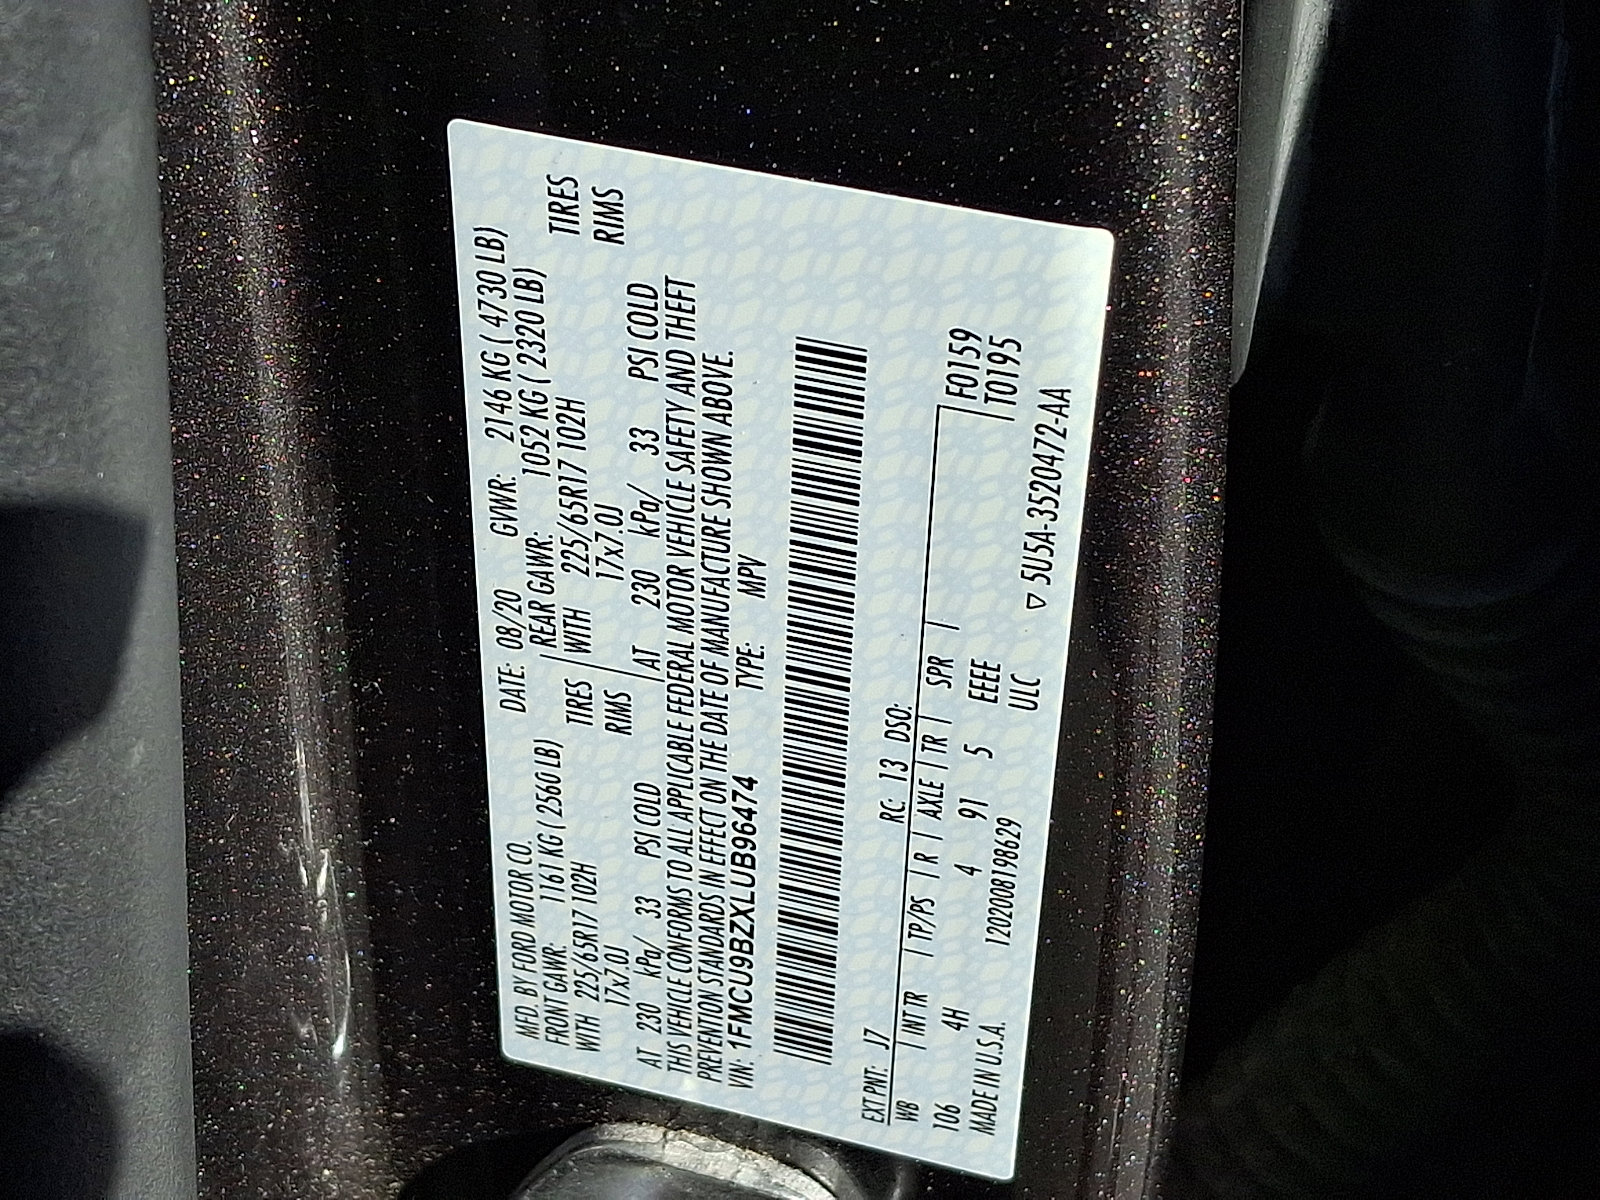 MFD. BY FORD MOTOR CO. DATE: 08/20 GVWR: 2146 KG ( 4730 LB)
FRONT GAWR: 1161 KG ( 2560 LB) REAR GAWR: 1052 KG ( 2320 LB)
WITH 225/65R17 102H TIRES WITH 225/65R17 102H TIRES
17x7.0J RIMS 17x7.0J RIMS
AT 230 kPa/ 33 PSI COLD AT 230 kPa/ 33 PSI COLD
THIS VEHICLE CONFORMS TO ALL APPLICABLE FEDERAL MOTOR VEHICLE SAFETY AND THEFT
PREVENTION STANDARDS IN EFFECT ON THE DATE OF MANUFACTURE SHOWN ABOVE.
VIN: 1FMCU9BZXLUB96474 TYPE: MPV
EXT PNT: J7 RC: 13 DSO:
WB | INT TR | TP/PS | R | AXLE | TR | SPR | F0159
106 4H 4 91 5 EEEE T0195
MADE IN U.S.A. 12020081 98629 ULC ▽ 5U5A-3520472-AA